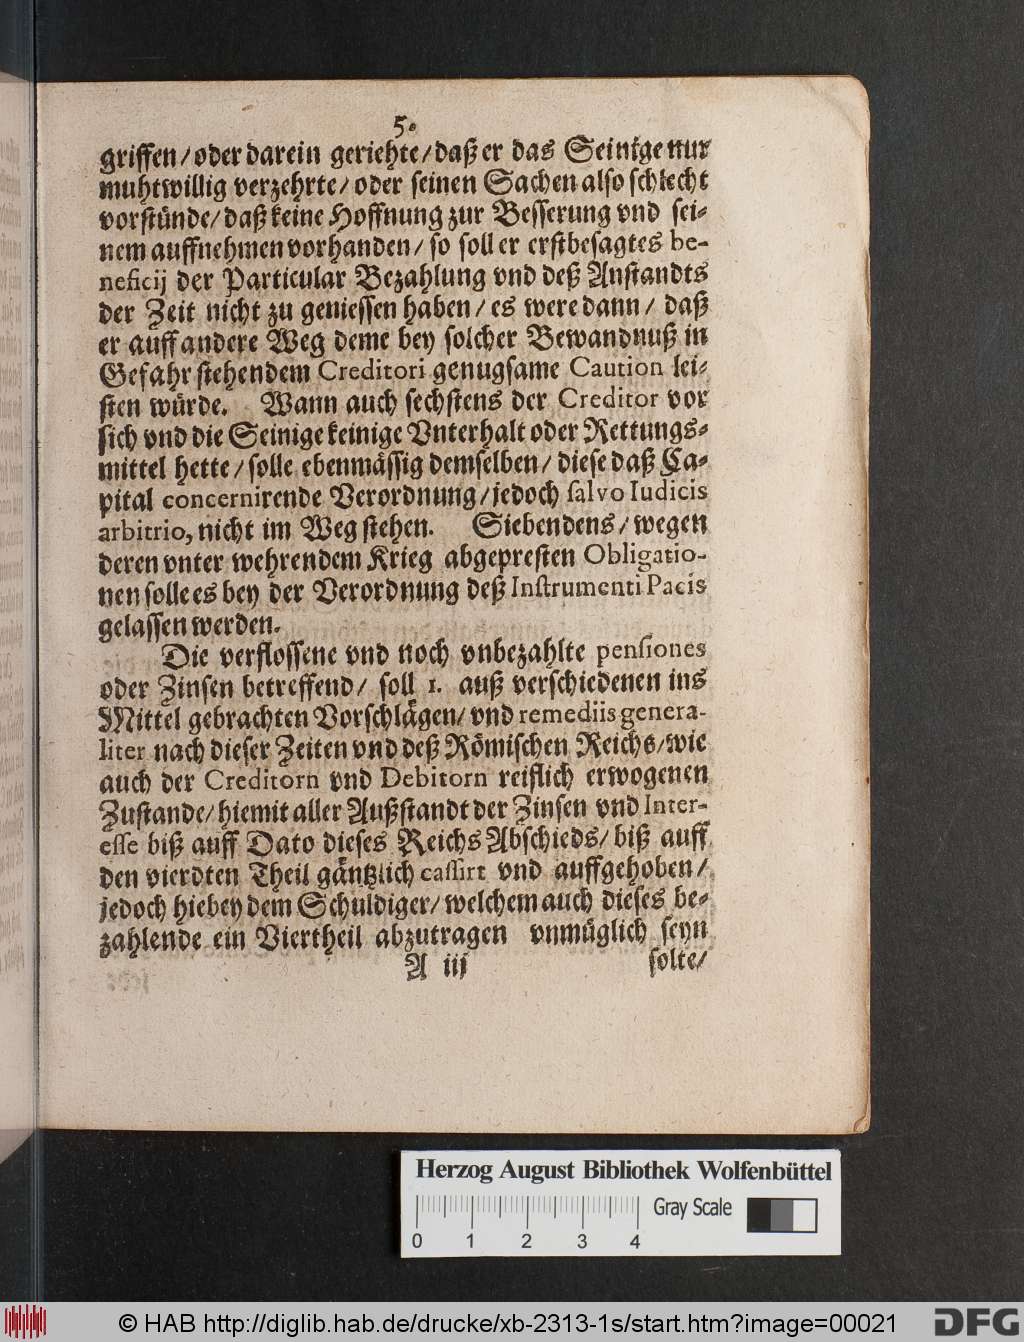 5.
griffen/oder darein geriehte/daß er das Seinige nur
muhtwillig verzehrte/ oder seinen Sachen also schlecht
vorstünde/ daß keine Hoffnung zur Besserung vnd sei⸗
nem auffnehmen vorhanden/ so soll er erstbesagtes be-
neficij der Particular Bezahlung vnd deß Anstandts
der Zeit nicht zu geniessen haben/ es were dann/ daß
er auff andere Weg deme bey solcher Bewandnuß in
Gefahr stehendem Creditori genugsame Caution lei⸗
sten würde. Wann auch sechstens der Creditor vor
sich vnd die Seinige keinige Vnterhalt oder Rettungs⸗
mittel hette/ solle ebenmässig demselben/ diese daß Ca⸗
pital concernirende Verordnung/jedoch salvo Iudicis
arbitrio, nicht im Weg stehen. Siebendens/ wegen
deren vnter wehrendem Krieg abgepresten Obligatio-
nen solle es bey der Verordnung deß Instrumenti Pacis
gelassen werden.
Die verflossene vnd noch vnbezahlte pensiones
oder Zinsen betreffend/ soll 1. auß verschiedenen ins
Mittel gebrachten Vorschlägen/ vnd remediis genera-
liter nach dieser Zeiten vnd deß Römischen Reichs/wie
auch der Creditorn vnd Debitorn reiflich erwogenen
Zustande/ hiemit aller Außstandt der Zinsen vnd Inter-
esse biß auff Dato dieses Reichs Abschieds/ biß auff
den vierdten Theil gäntzlich cassirt vnd auffgehoben/
jedoch hiebey dem Schuldiger/ welchem auch dieses be⸗
zahlende ein Viertheil abzutragen vnmüglich seyn
A iij solte/
Herzog August Bibliothek Wolfenbüttel
Gray Scale
0 1 2 3 4
© HAB http://diglib.hab.de/drucke/xb-2313-1s/start.htm?image=00021
DFG